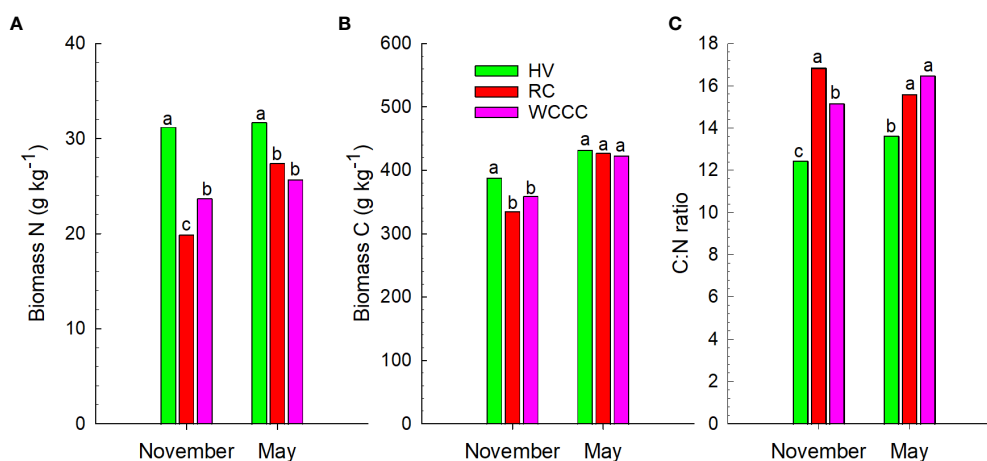 A
Biomass N (g kg⁻¹)
40
30
20
10
0
a
c
b
a
b
b
November
May
B
Biomass C (g kg⁻¹)
600
500
400
300
200
100
0
HV
RC
WCCC
a
b
b
a
a
a
November
May
C
C:N ratio
18
16
14
12
10
8
6
4
2
0
c
a
b
b
a
a
November
May